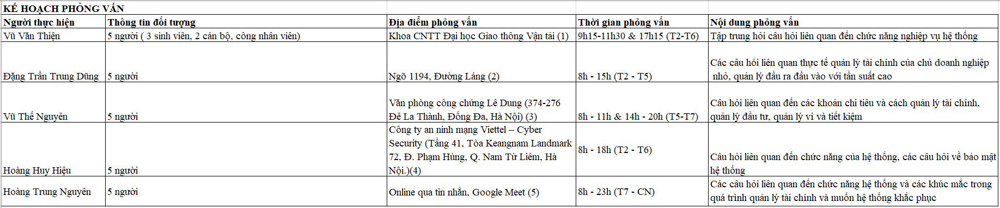 KẾ HOẠCH PHỎNG VẤN
Người thực hiện Thông tin đối tượng Địa điểm phỏng vấn Thời gian phỏng vấn Nội dung phỏng vấn
Vũ Văn Thiện 5 người ( 3 sinh viên, 2 cán bộ, công nhân viên) Khoa CNTT Đại học Giao thông Vận tải (1) 9h15-11h30 & 17h15 (T2-T6) Tập trung hỏi câu hỏi liên quan đến chức năng nghiệp vụ hệ thống
Đặng Trần Trung Dũng 5 người Ngõ 1194, Đường Láng (2) 8h - 15h (T2 - T5) Các câu hỏi liên quan thực tế quản lý tài chính của chủ doanh nghiệp
nhỏ, quản lý đầu ra đầu vào với tần suất cao
Vũ Thế Nguyên 5 người Văn phòng công chứng Lê Dung (374-276
Đê La Thành, Đống Đa, Hà Nội) (3) 8h - 11h & 14h - 20h (T5-T7) Câu hỏi liên quan đến các khoản chi tiêu và cách quản lý tài chính,
quản lý đầu tư, quản lý ví và tiết kiệm
Hoàng Huy Hiệu 5 người Công ty an ninh mạng Viettel – Cyber
Security (Tầng 41, Tòa Keangnam Landmark
72, Đ. Phạm Hùng, Q. Nam Từ Liêm, Hà
Nội.)(4) 8h - 18h (T2 - T6) Câu hỏi liên quan đến chức năng của hệ thống, các câu hỏi về bảo mật
hệ thống
Hoàng Trung Nguyên 5 người Online qua tin nhắn, Google Meet (5) 8h - 23h (T7 - CN) Các câu hỏi liên quan đến chức năng hệ thống và các khúc mắc trong
quá trình quản lý tài chính và muốn hệ thống khắc phục